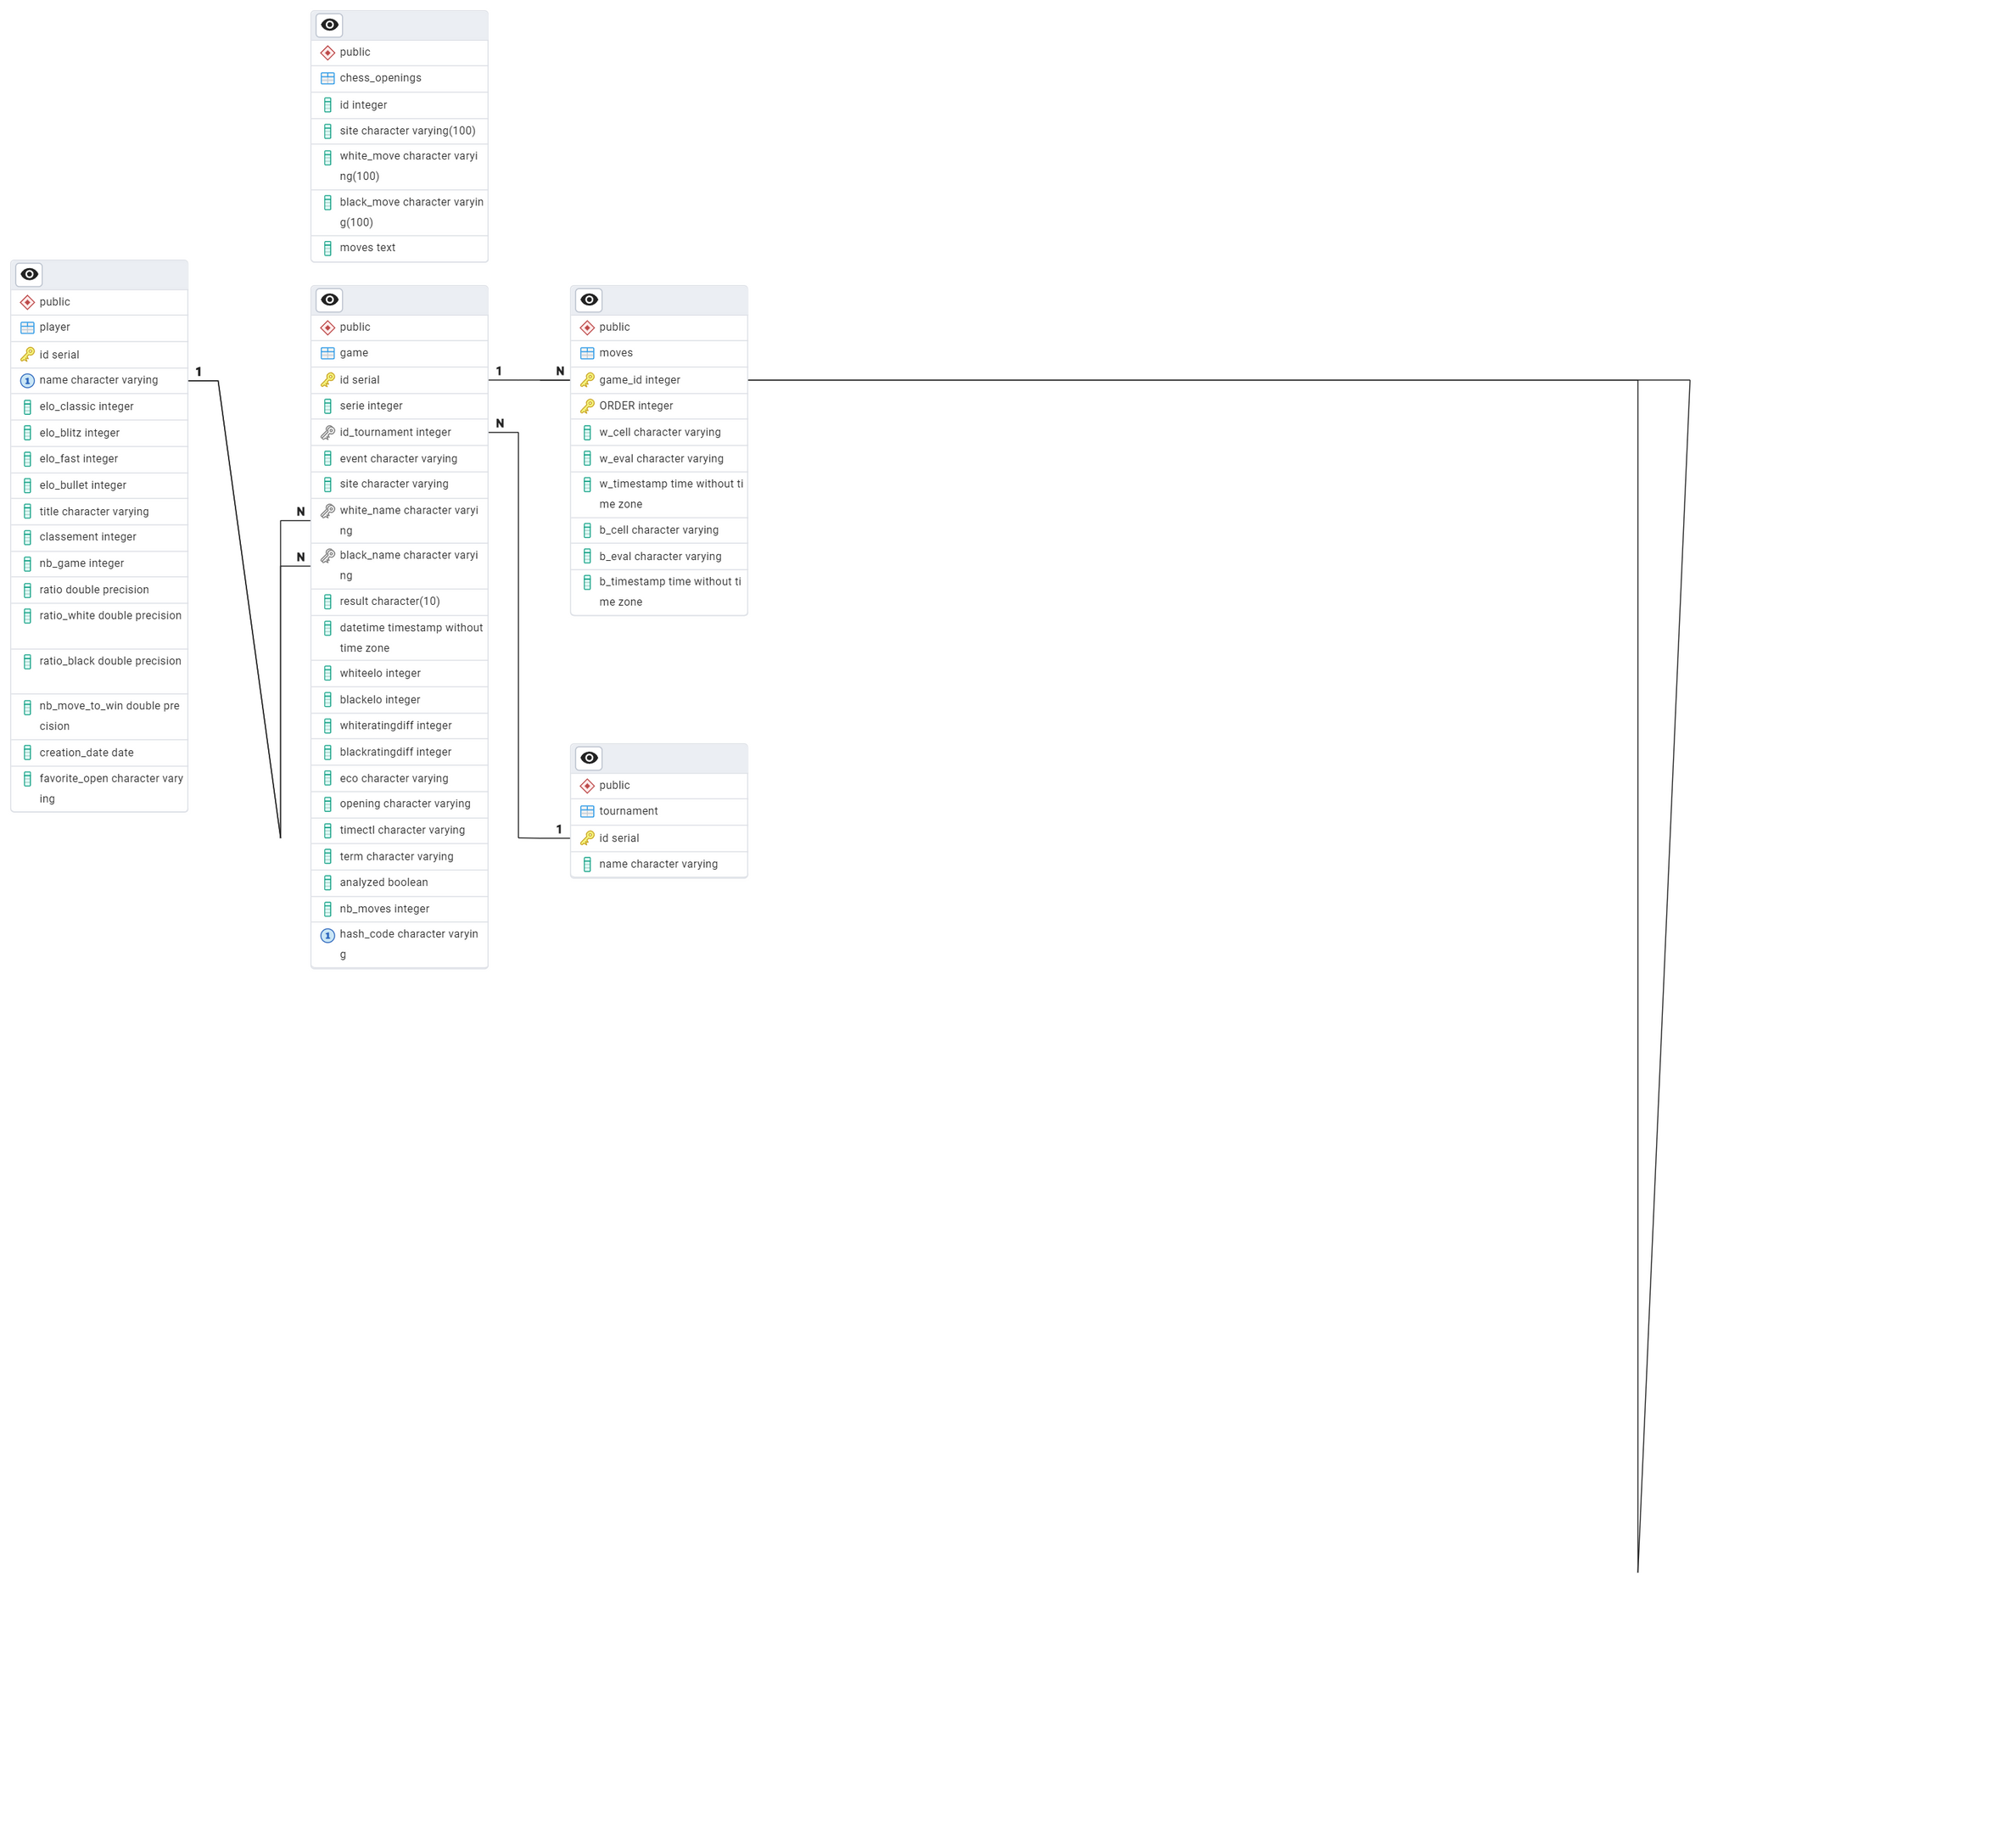 public
chess_openings
id integer
site character varying(100)
white_move character varyi
ng(100)
black_move character varyin
g(100)
moves text
public
player
id serial
name character varying
elo_classic integer
elo_blitz integer
elo_fast integer
elo_bullet integer
title character varying
classement integer
nb_game integer
ratio double precision
ratio_white double precision
ratio_black double precision
nb_move_to_win double pre
cision
creation_date date
favorite_open character vary
ing
1
public
game
id serial
serie integer
id_tournament integer
event character varying
site character varying
white_name character varyi
ng
black_name character varyi
ng
result character(10)
datetime timestamp without
time zone
whiteelo integer
blackelo integer
whiteratingdiff integer
blackratingdiff integer
eco character varying
opening character varying
timectl character varying
term character varying
analyzed boolean
nb_moves integer
hash_code character varyin
g
N
N
1
N
N
1
public
moves
game_id integer
ORDER integer
w_cell character varying
w_eval character varying
w_timestamp time without ti
me zone
b_cell character varying
b_eval character varying
b_timestamp time without ti
me zone
public
tournament
id serial
name character varying